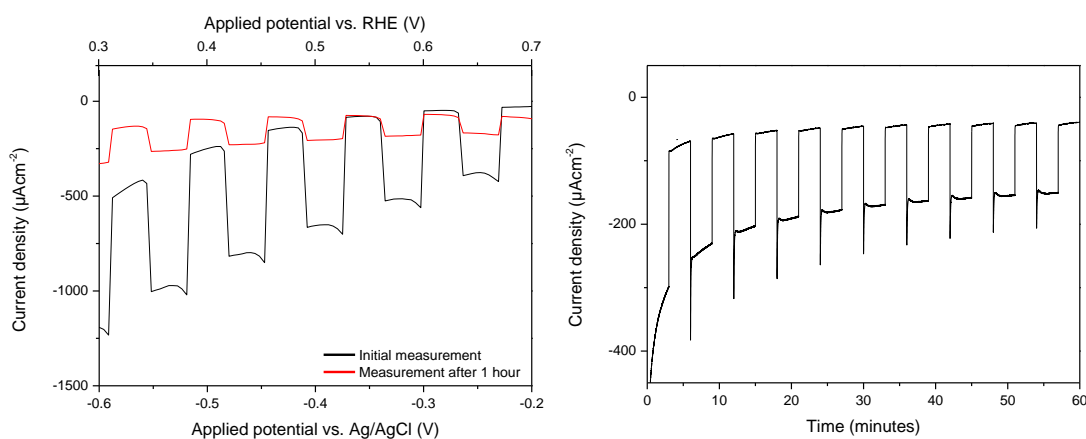 Applied potential vs. RHE (V)
0.3 0.4 0.5 0.6 0.7
Current density (µAcm-2)
0
-500
-1000
-1500
Initial measurement
Measurement after 1 hour
-0.6 -0.5 -0.4 -0.3 -0.2
Applied potential vs. Ag/AgCl (V)
Current density (µAcm-2)
0
-200
-400
0 10 20 30 40 50 60
Time (minutes)